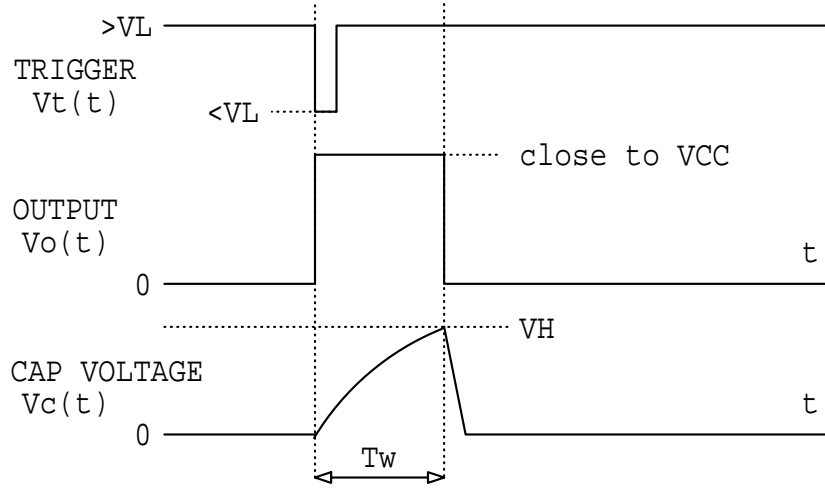 >VL
TRIGGER
Vt(t)
<VL
close to VCC
OUTPUT
Vo(t)
t
0
VH
CAP VOLTAGE
Vc(t)
t
0
Tw